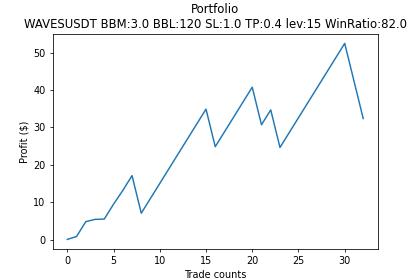 Portfolio
WAVESUSDT BBM:3.0 BBL:120 SL:1.0 TP:0.4 lev:15 WinRatio:82.0
50
40
30
20
10
0
Profit ($)
0 5 10 15 20 25 30
Trade counts